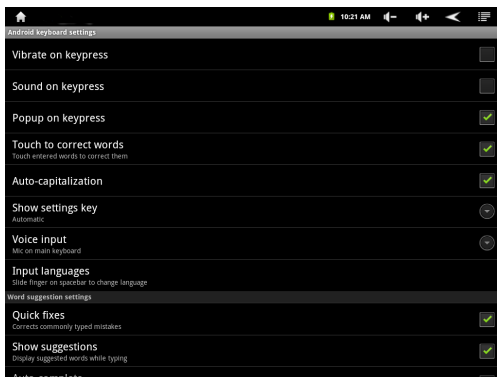 10:21 AM
Android keyboard settings
Vibrate on keypress
Sound on keypress
Popup on keypress
Touch to correct words
Touch entered words to correct them
Auto-capitalization
Show settings key
Automatic
Voice input
Mic on main keyboard
Input languages
Slide finger on spacebar to change language
Word suggestion settings
Quick fixes
Corrects commonly typed mistakes
Show suggestions
Display suggested words while typing
Auto-complete